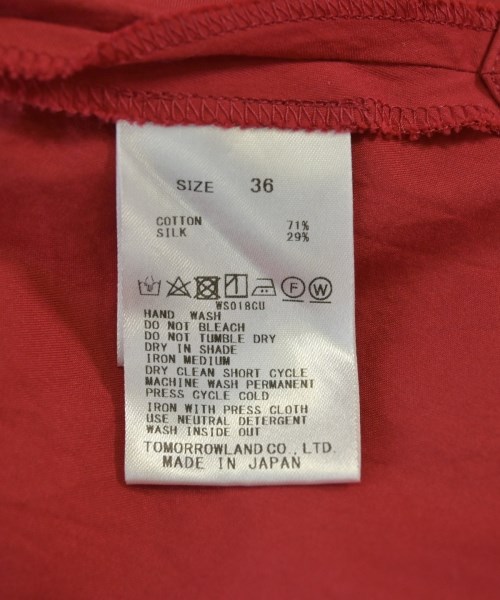 SIZE 36
COTTON 71%
SILK 29%
F W
WS018CU
HAND WASH
DO NOT BLEACH
DO NOT TUMBLE DRY
DRY IN SHADE
IRON MEDIUM
DRY CLEAN SHORT CYCLE
MACHINE WASH PERMANENT
PRESS CYCLE COLD
IRON WITH PRESS CLOTH
USE NEUTRAL DETERGENT
WASH INSIDE OUT
TOMORROWLAND CO., LTD.
MADE IN JAPAN